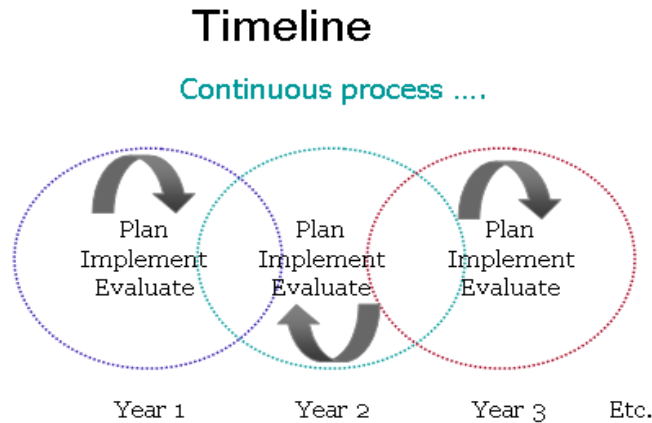 Timeline
Continuous process ....
Plan
Implement
Evaluate
Plan
Implement
Evaluate
Plan
Implement
Evaluate
Year 1
Year 2
Year 3
Etc.